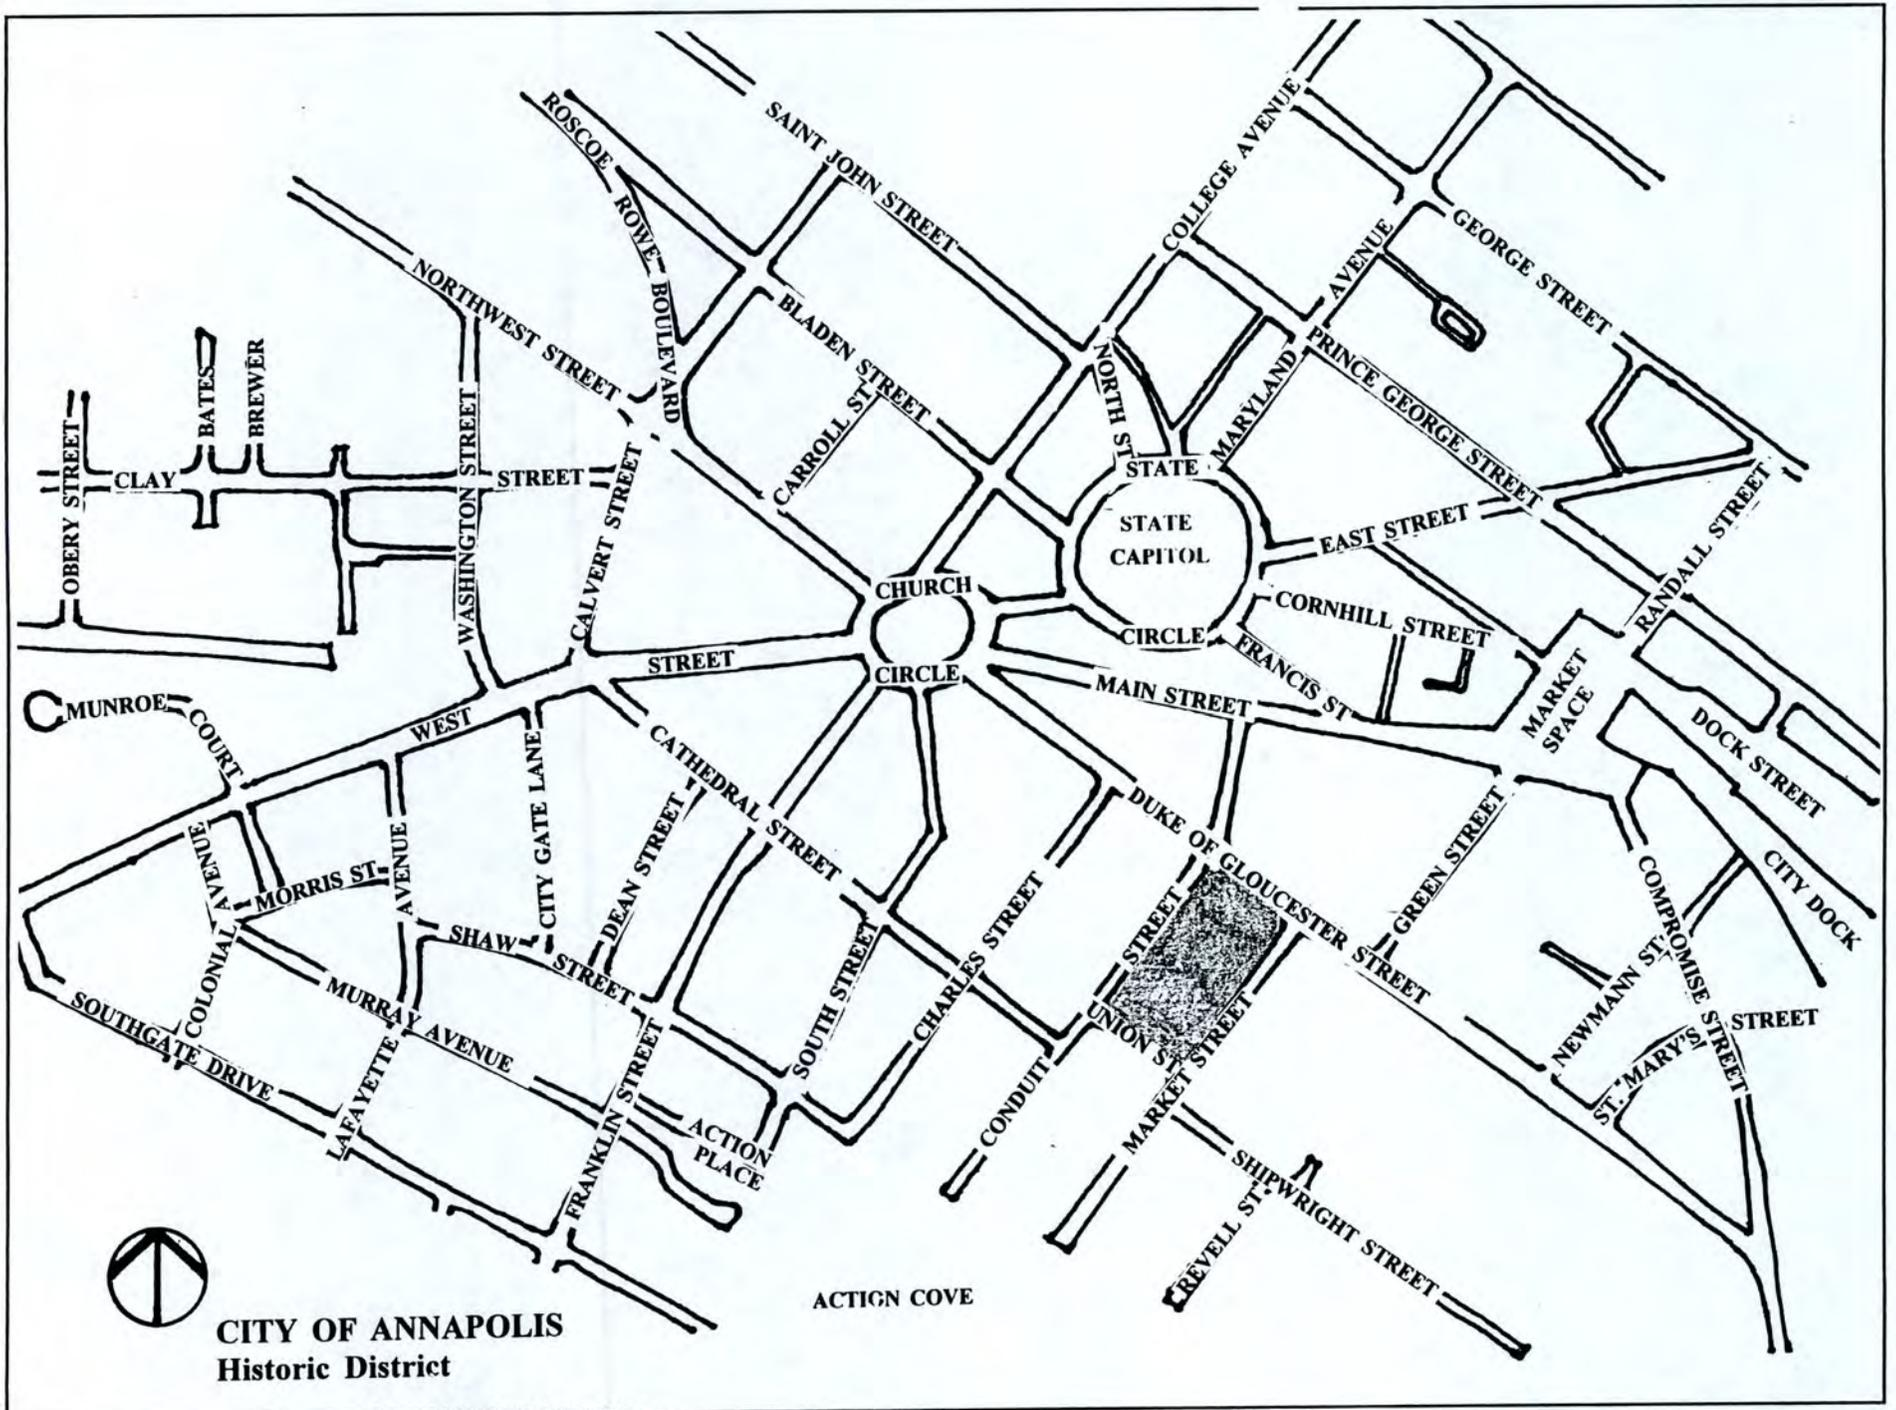 SAINT JOHN STREET
COLLEGE AVENUE
ROSCOE ROWE BOULEVARD
GEORGE STREET
MARYLAND AVENUE
NORTHWEST STREET
BLADEN STREET
PRINCE GEORGE STREET
NORTH ST
BATES
BREWER
CARROLL ST
OBERY STREET
CLAY STREET
WASHINGTON STREET
CALVERT STREET
STATE
STATE
CAPITOL
CIRCLE
EAST STREET
RANDALL STREET
CHURCH
CIRCLE
CORNHILL STREET
FRANCIS ST
MAIN STREET
MARKET
SPACE
DOCK STREET
CITY DOCK
WEST STREET
MUNROE COURT
CATHEDRAL STREET
CITY GATE LANE
DEAN STREET
DUKE OF GLOUCESTER STREET
GREEN STREET
COMPROMISE STREET
COLONIAL AVENUE
MORRIS ST.
LAFAYETTE AVENUE
SHAW STREET
MURRAY AVENUE
SOUTHGATE DRIVE
FRANKLIN STREET
SOUTH STREET
CHARLES STREET
CONDUIT STREET
UNION ST
MARKET STREET
NEWMANN ST.
ST. MARY'S STREET
ACTION
PLACE
SHIPWRIGHT STREET
REVELL ST.
ACTION COVE
CITY OF ANNAPOLIS
Historic District